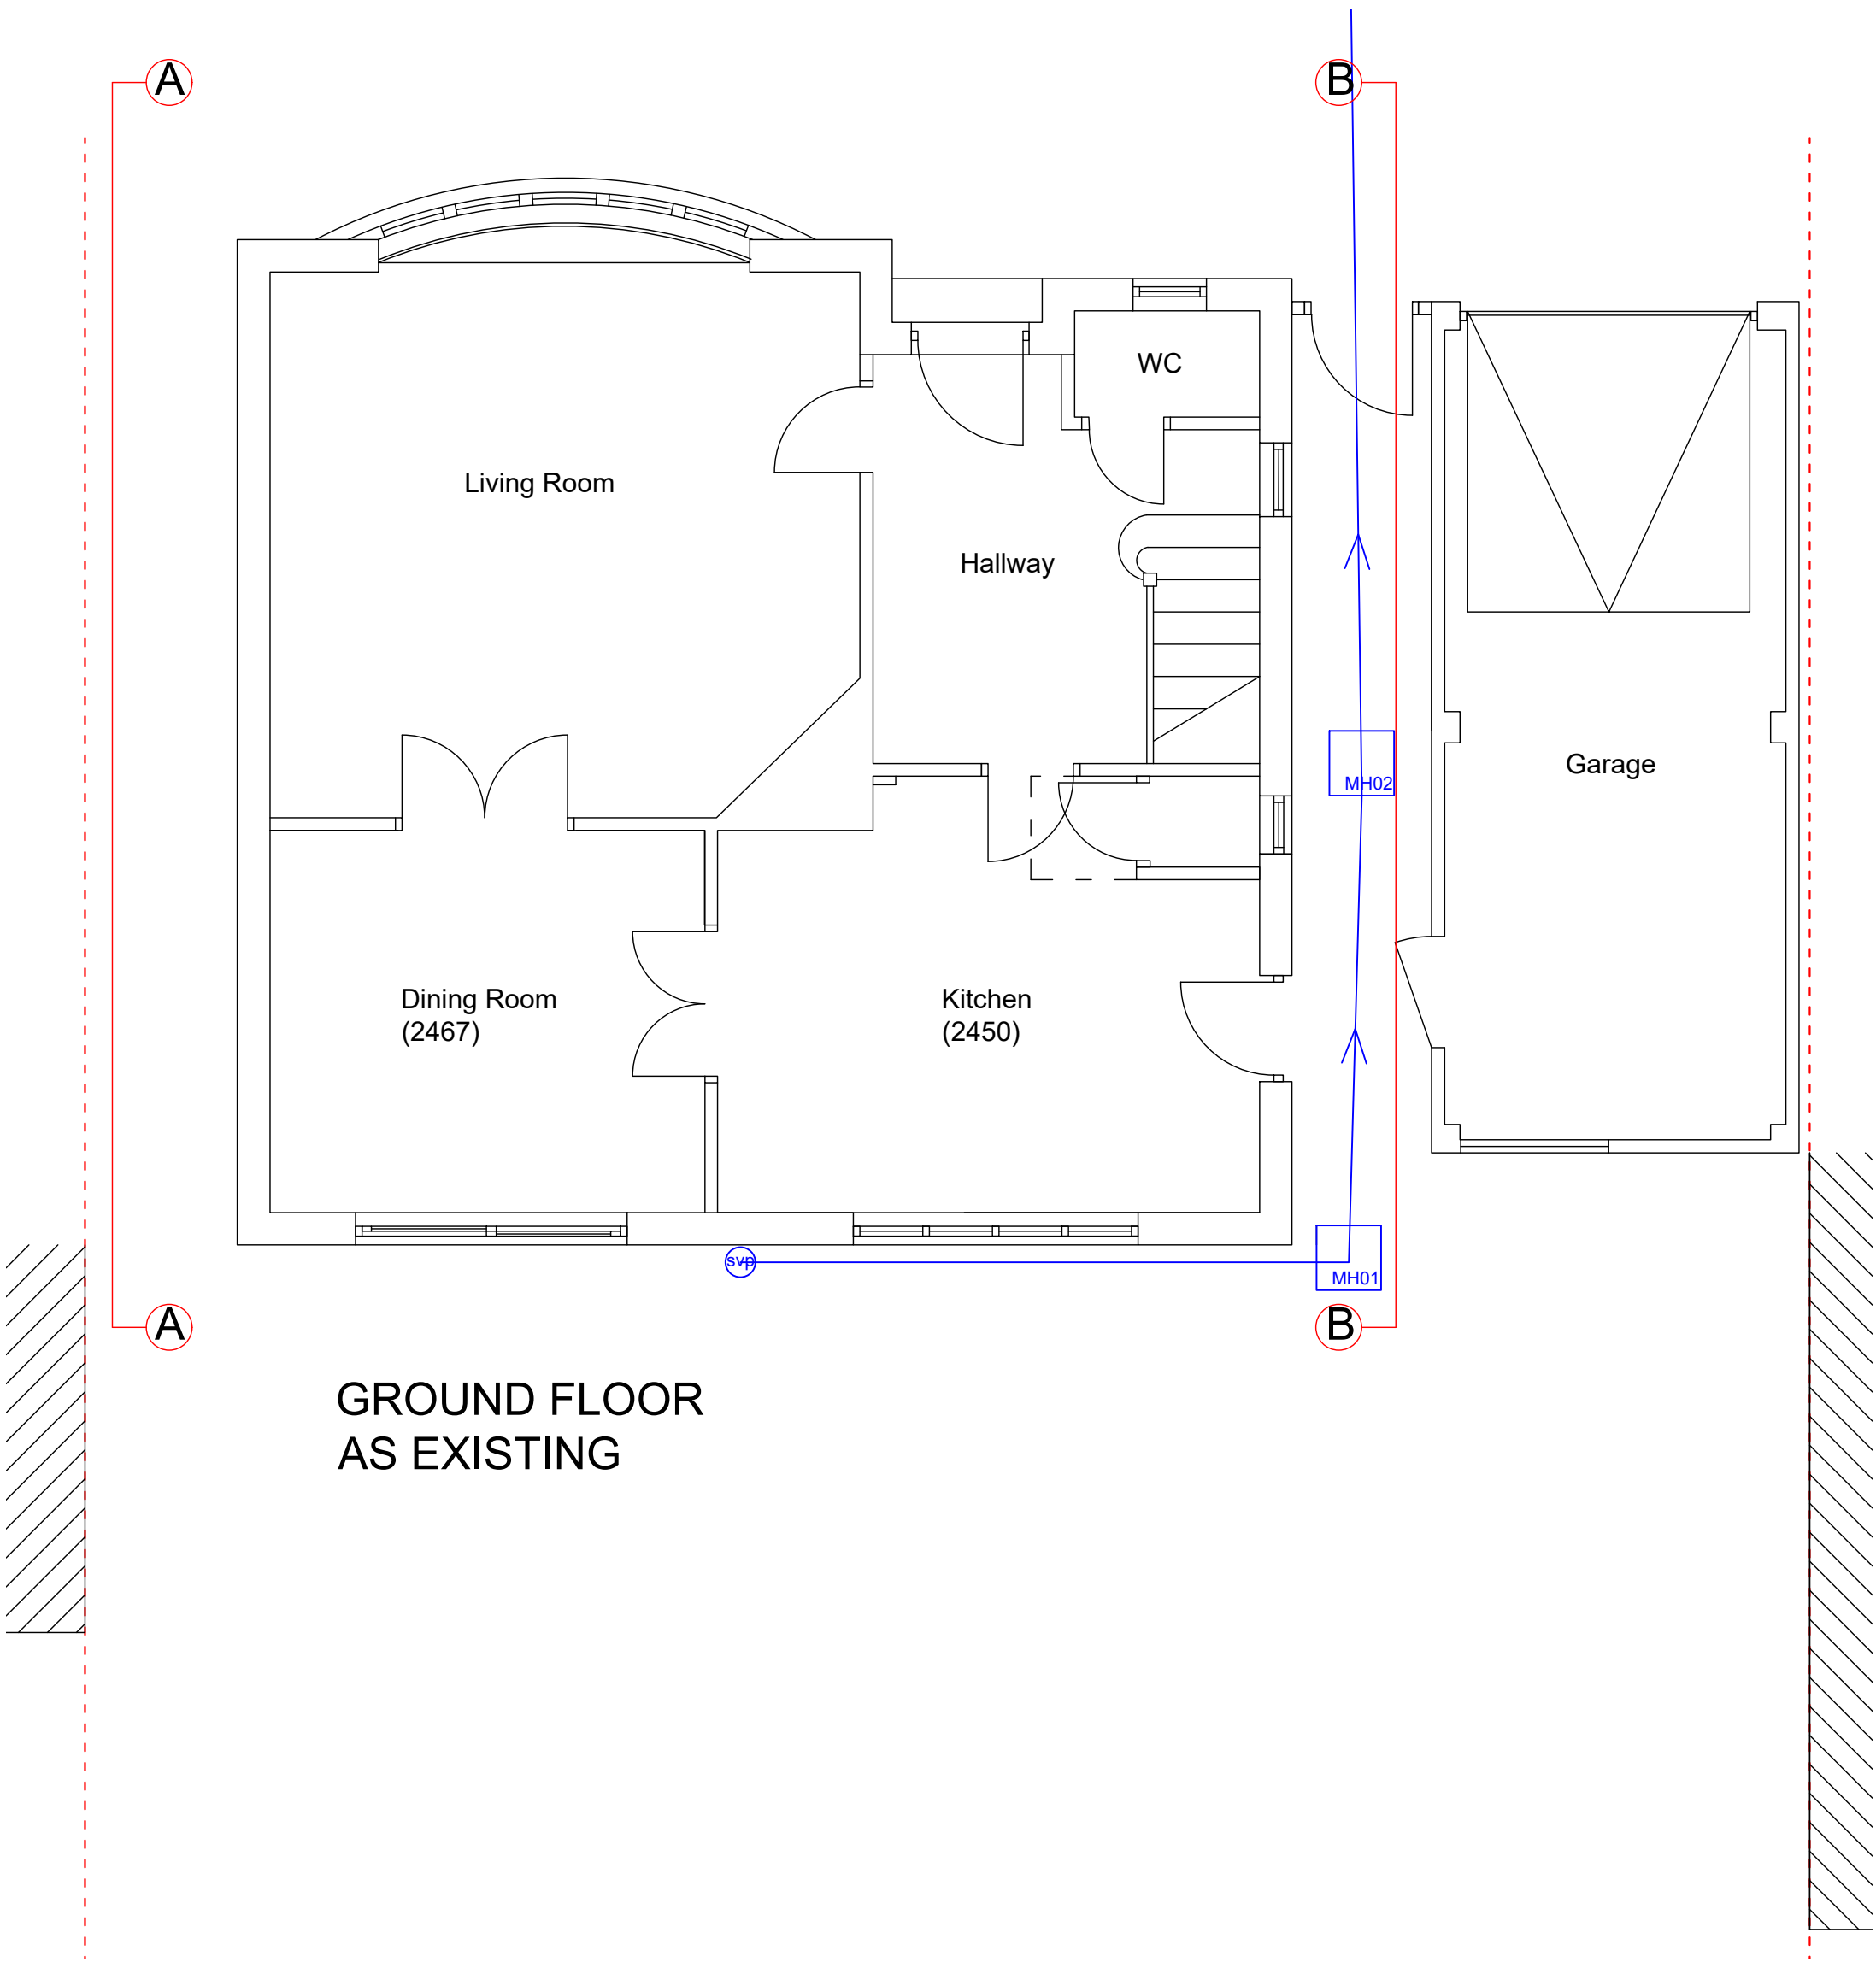 A
B
WC
Living Room
Hallway
Garage
MH02
Dining Room
(2467)
Kitchen
(2450)
svp
MH01
A
B
GROUND FLOOR
AS EXISTING